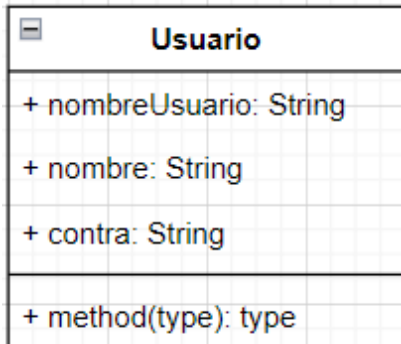 Usuario
+ nombreUsuario: String
+ nombre: String
+ contra: String
+ method(type): type